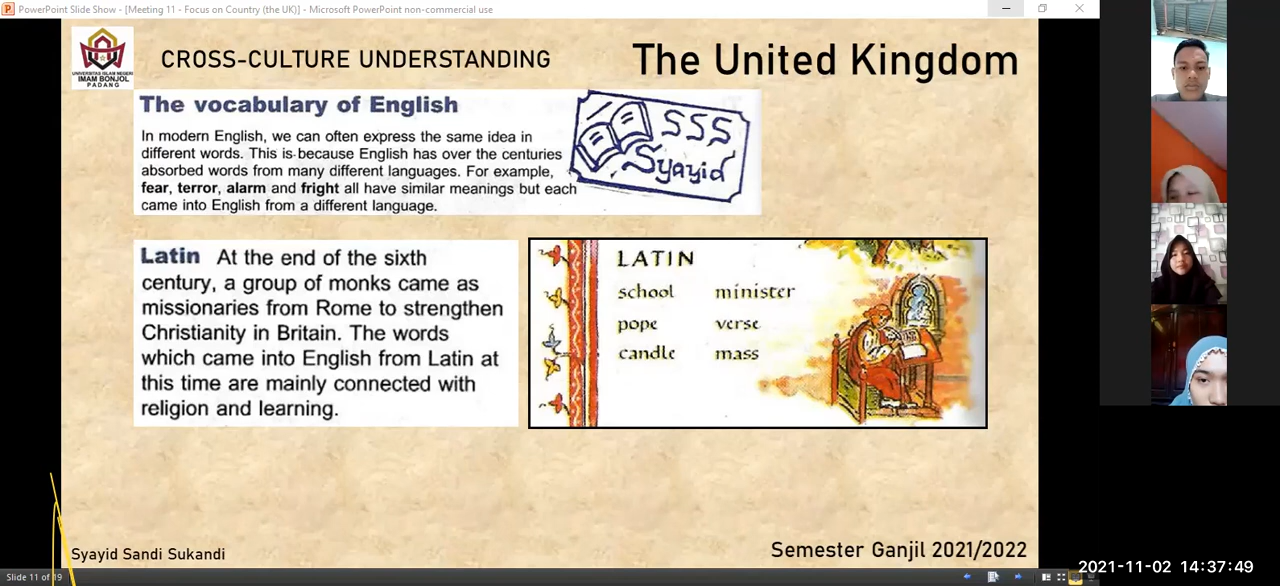 PowerPoint Slide Show - [Meeting 11 - Focus on Country (the UK)] - Microsoft PowerPoint non-commercial use
UNIVERSITAS ISLAM NEGERI
IMAM BONJOL
PADANG
CROSS-CULTURE UNDERSTANDING
The United Kingdom
The vocabulary of English
In modern English, we can often express the same idea in
different words. This is because English has over the centuries
absorbed words from many different languages. For example,
fear, terror, alarm and fright all have similar meanings but each
came into English from a different language.
SSS
Syayid
Latin At the end of the sixth
century, a group of monks came as
missionaries from Rome to strengthen
Christianity in Britain. The words
which came into English from Latin at
this time are mainly connected with
religion and learning.
LATIN
school minister
pope verse
candle mass
Syayid Sandi Sukandi
Semester Ganjil 2021/2022
Slide 11 of 19
2021-11-02 14:37:49